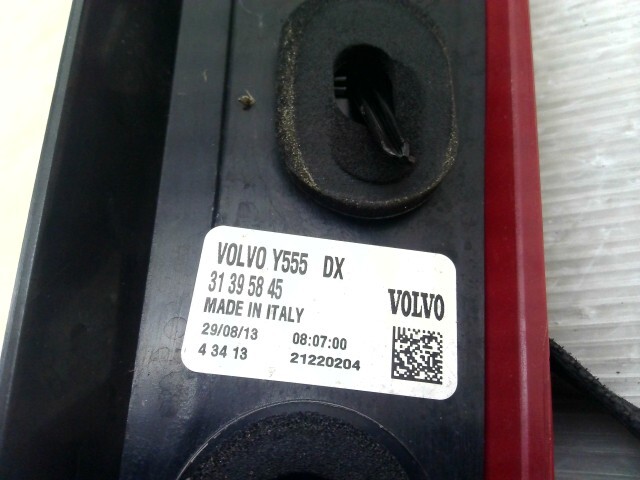 VOLVO Y555 DX
31 39 58 45
MADE IN ITALY
VOLVO
29/08/13 08:07:00
4 34 13 21220204